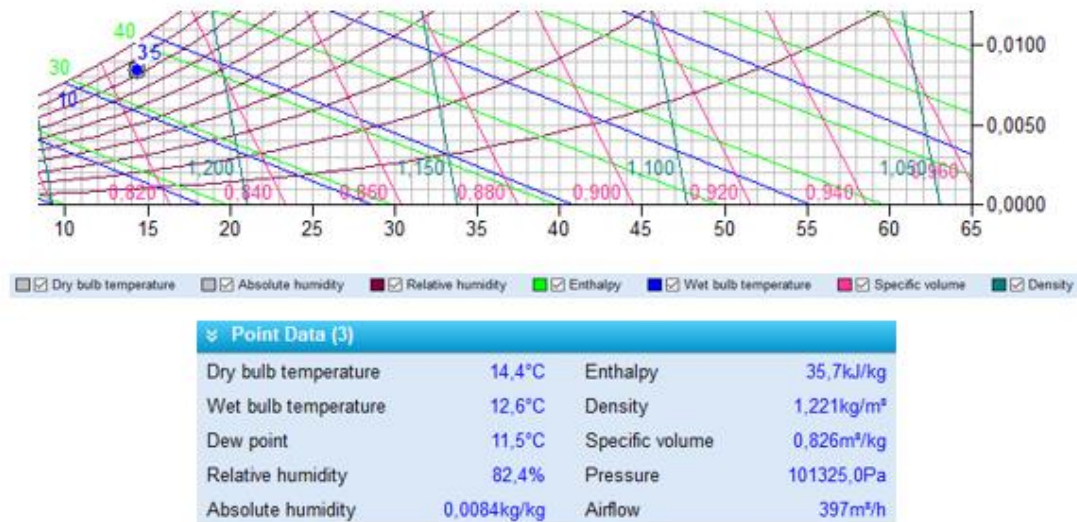 40
35
0,0100
30
10
0,0050
1,200 1,150 1,100 1,050
0.820 0.840 0.860 0.880 0.900 0.920 0.940 0.960
0,0000
10 15 20 25 30 35 40 45 50 55 60 65
Dry bulb temperature Absolute humidity Relative humidity Enthalpy Wet bulb temperature Specific volume Density
Point Data (3)
Dry bulb temperature 14,4°C Enthalpy 35,7kJ/kg
Wet bulb temperature 12,6°C Density 1,221kg/m³
Dew point 11,5°C Specific volume 0,826m³/kg
Relative humidity 82,4% Pressure 101325,0Pa
Absolute humidity 0,0084kg/kg Airflow 397m³/h